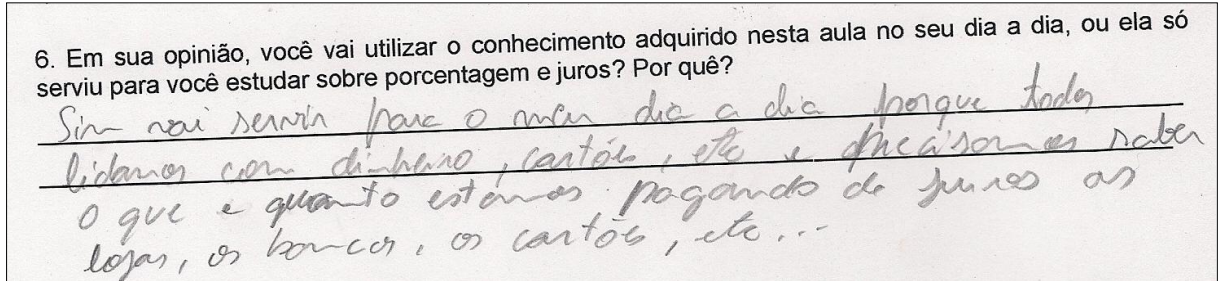 6. Em sua opinião, você vai utilizar o conhecimento adquirido nesta aula no seu dia a dia, ou ela só
serviu para você estudar sobre porcentagem e juros? Por quê?
Sim vai servir para o meu dia a dia porque todos
lidamos com dinheiro, cartões, etc e precisamos saber
o que e quanto estamos pagando de juros as
lojas, os bancos, os cartões, etc...